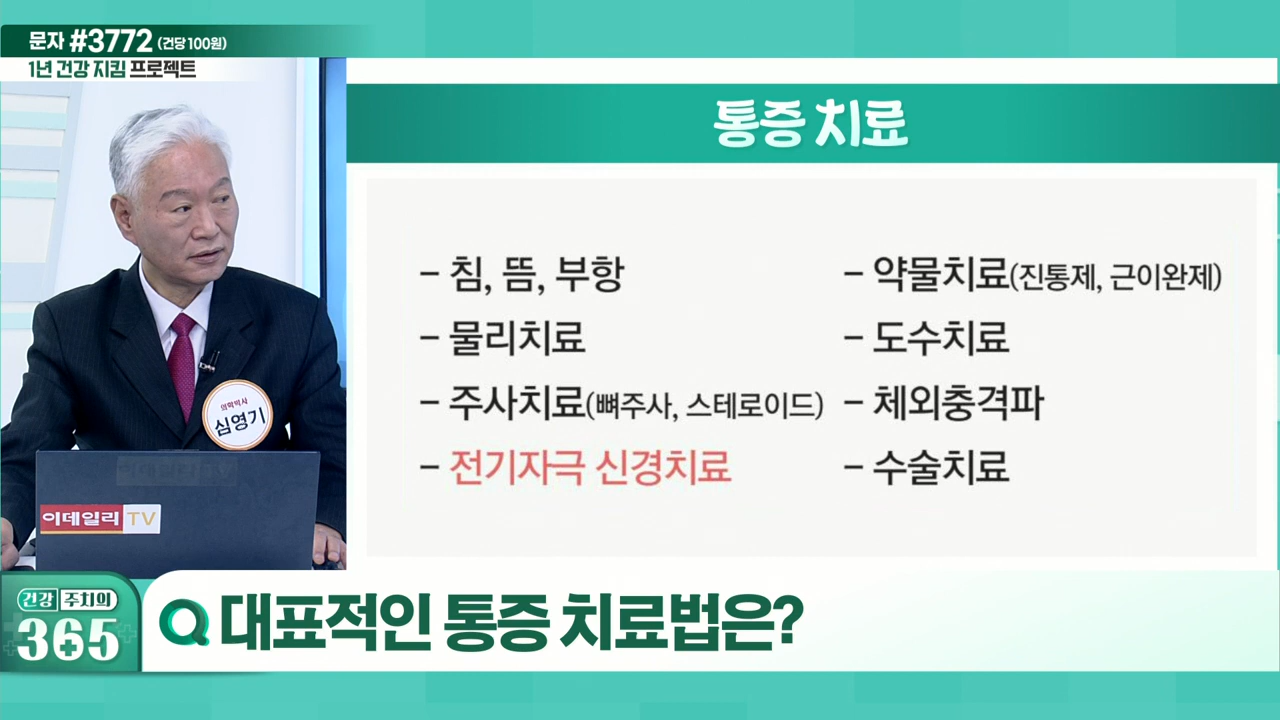 문자 #3772 (건당 100원)
1년 건강 지킴 프로젝트
통증 치료
- 침, 뜸, 부항
- 물리치료
- 주사치료(뼈주사, 스테로이드)
- 전기자극 신경치료
- 약물치료(진통제, 근이완제)
- 도수치료
- 체외충격파
- 수술치료
의학박사
심영기
이데일리TV
건강 주치의
365
Q 대표적인 통증 치료법은?